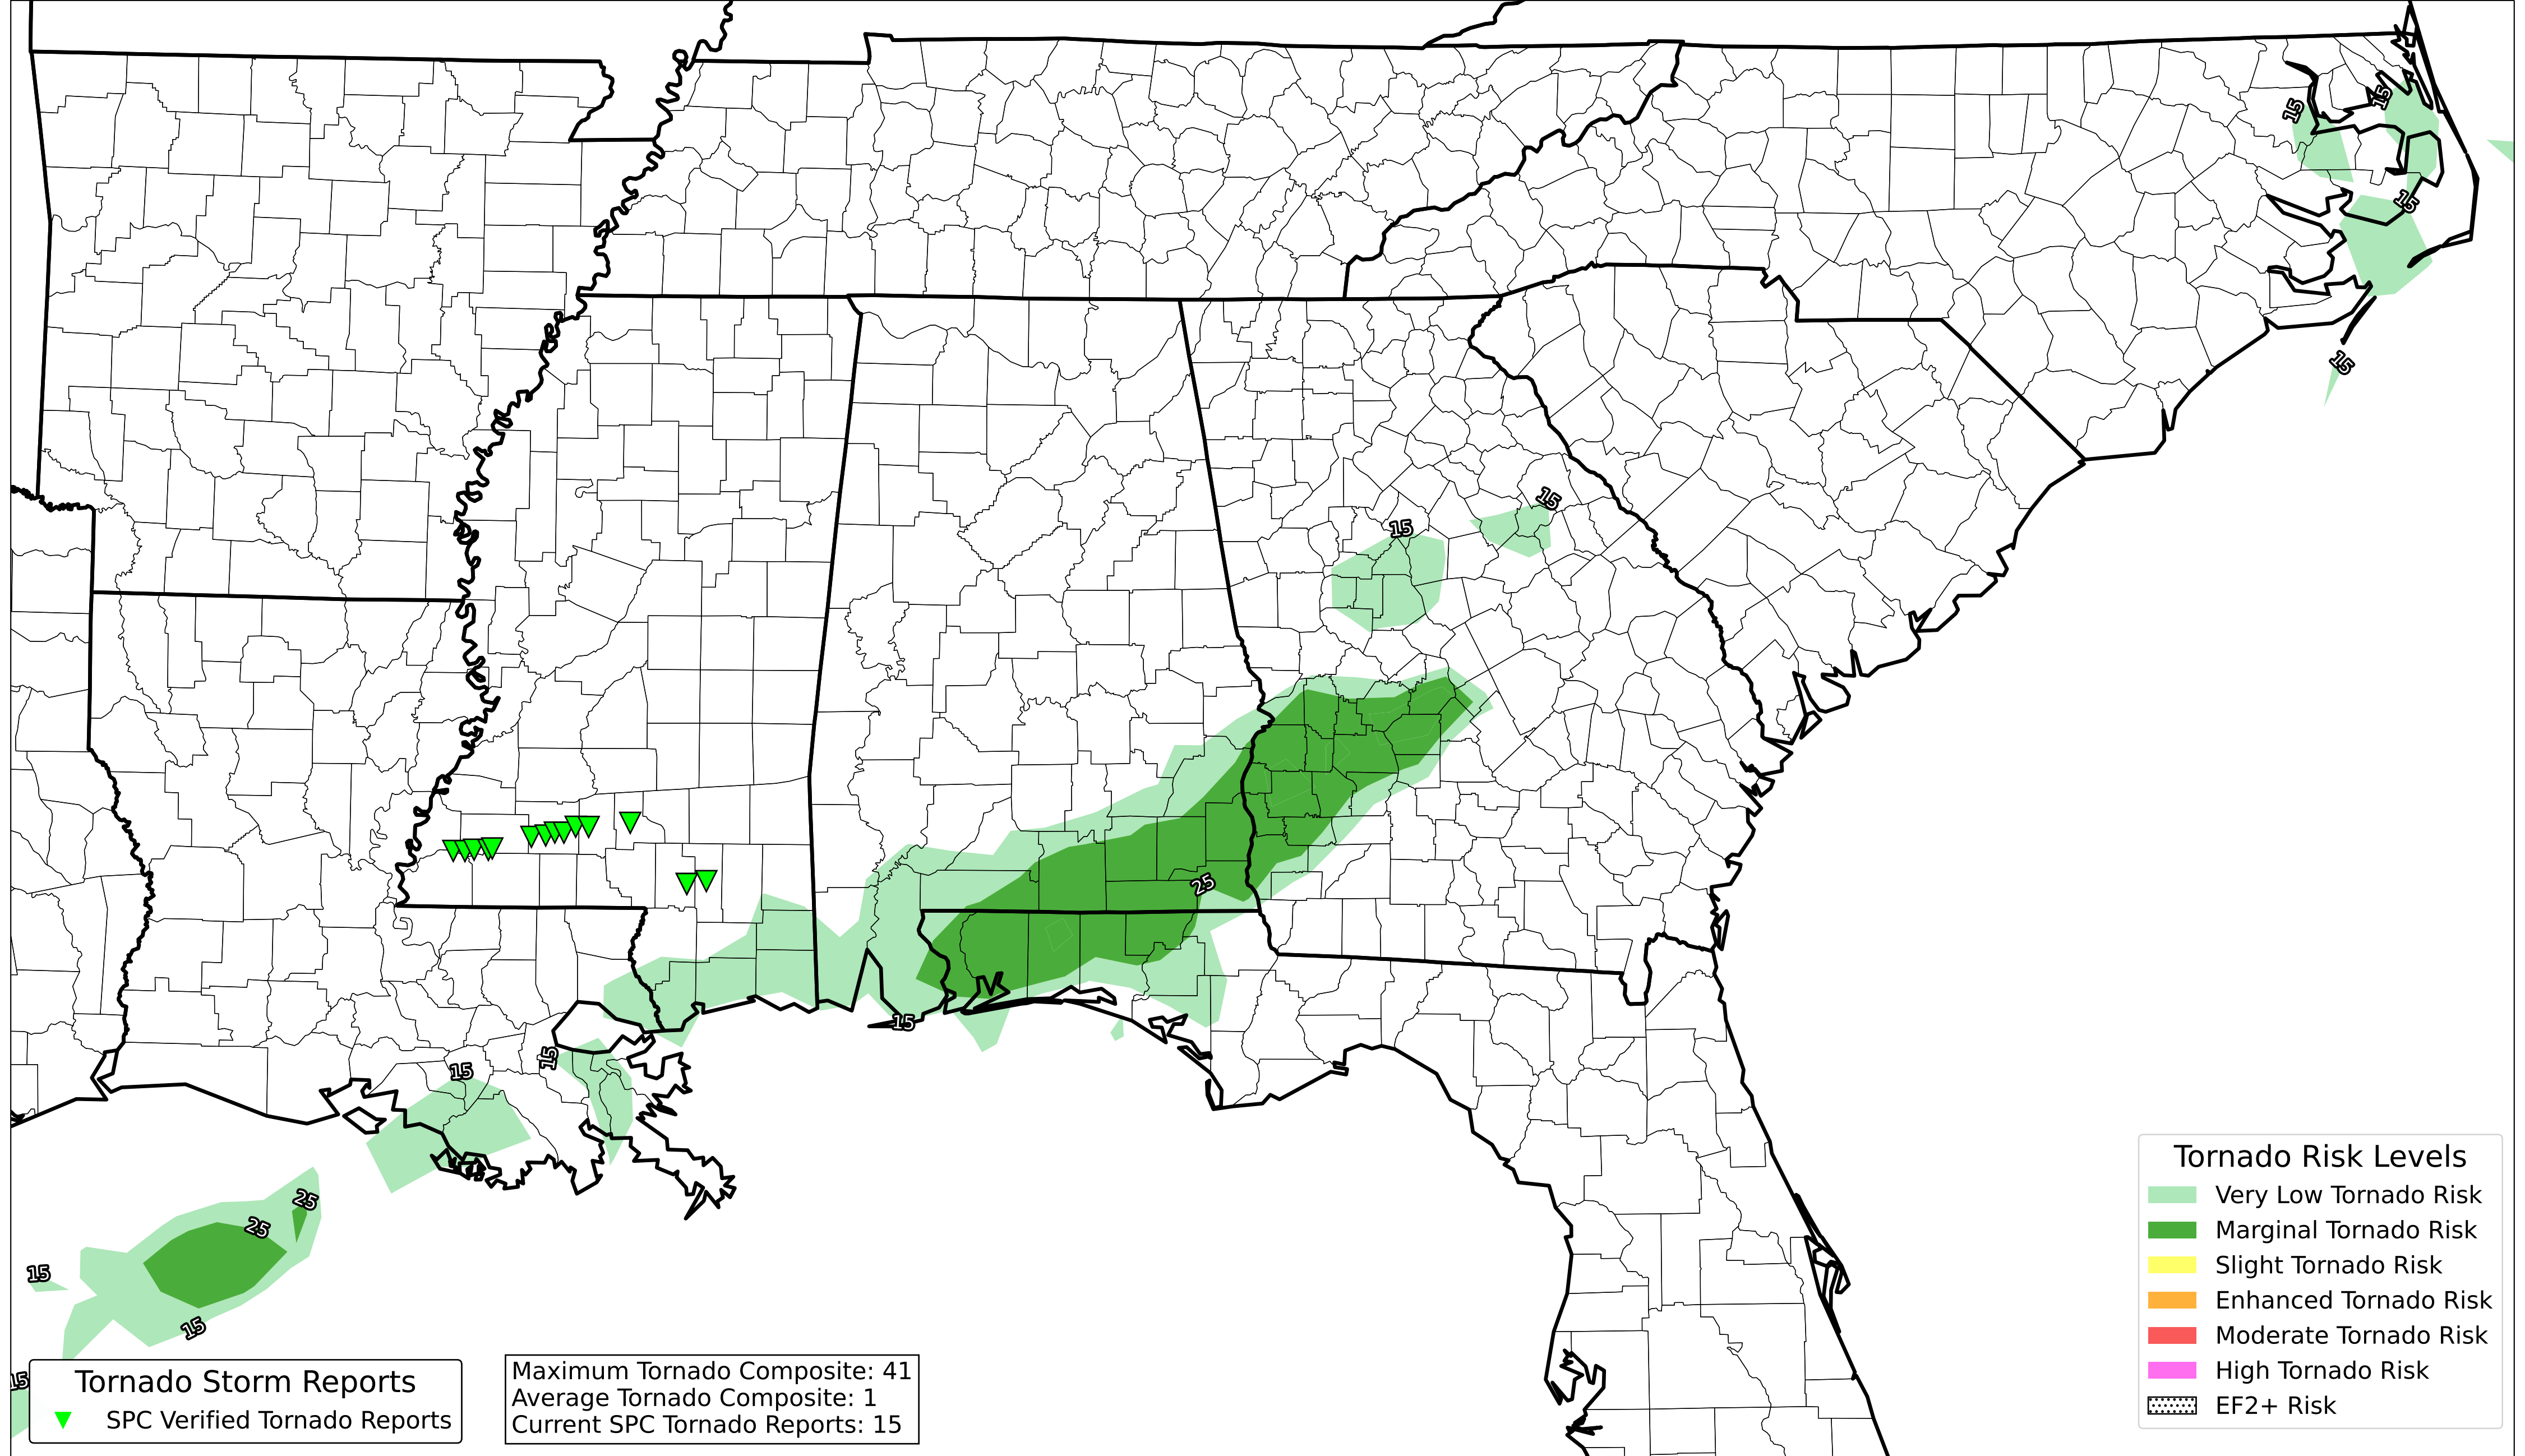 15
15
15
15
15
15
25
15
15
15
25
25
15
15
15
Tornado Storm Reports
SPC Verified Tornado Reports
Maximum Tornado Composite: 41
Average Tornado Composite: 1
Current SPC Tornado Reports: 15
Tornado Risk Levels
Very Low Tornado Risk
Marginal Tornado Risk
Slight Tornado Risk
Enhanced Tornado Risk
Moderate Tornado Risk
High Tornado Risk
EF2+ Risk